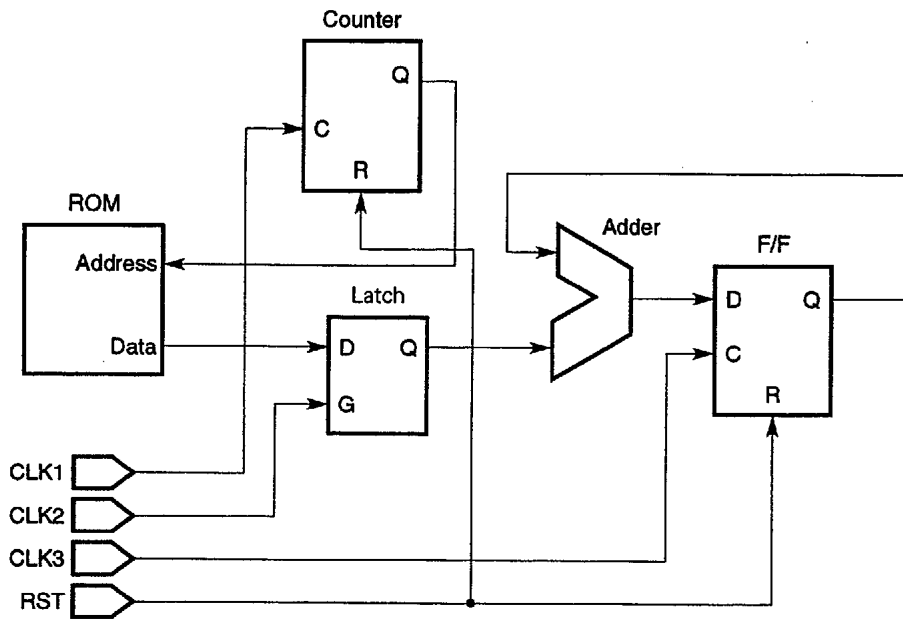 Counter
Q
C
R
ROM
Address
Data
Latch
D
Q
G
Adder
F/F
D
Q
C
R
CLK1
CLK2
CLK3
RST